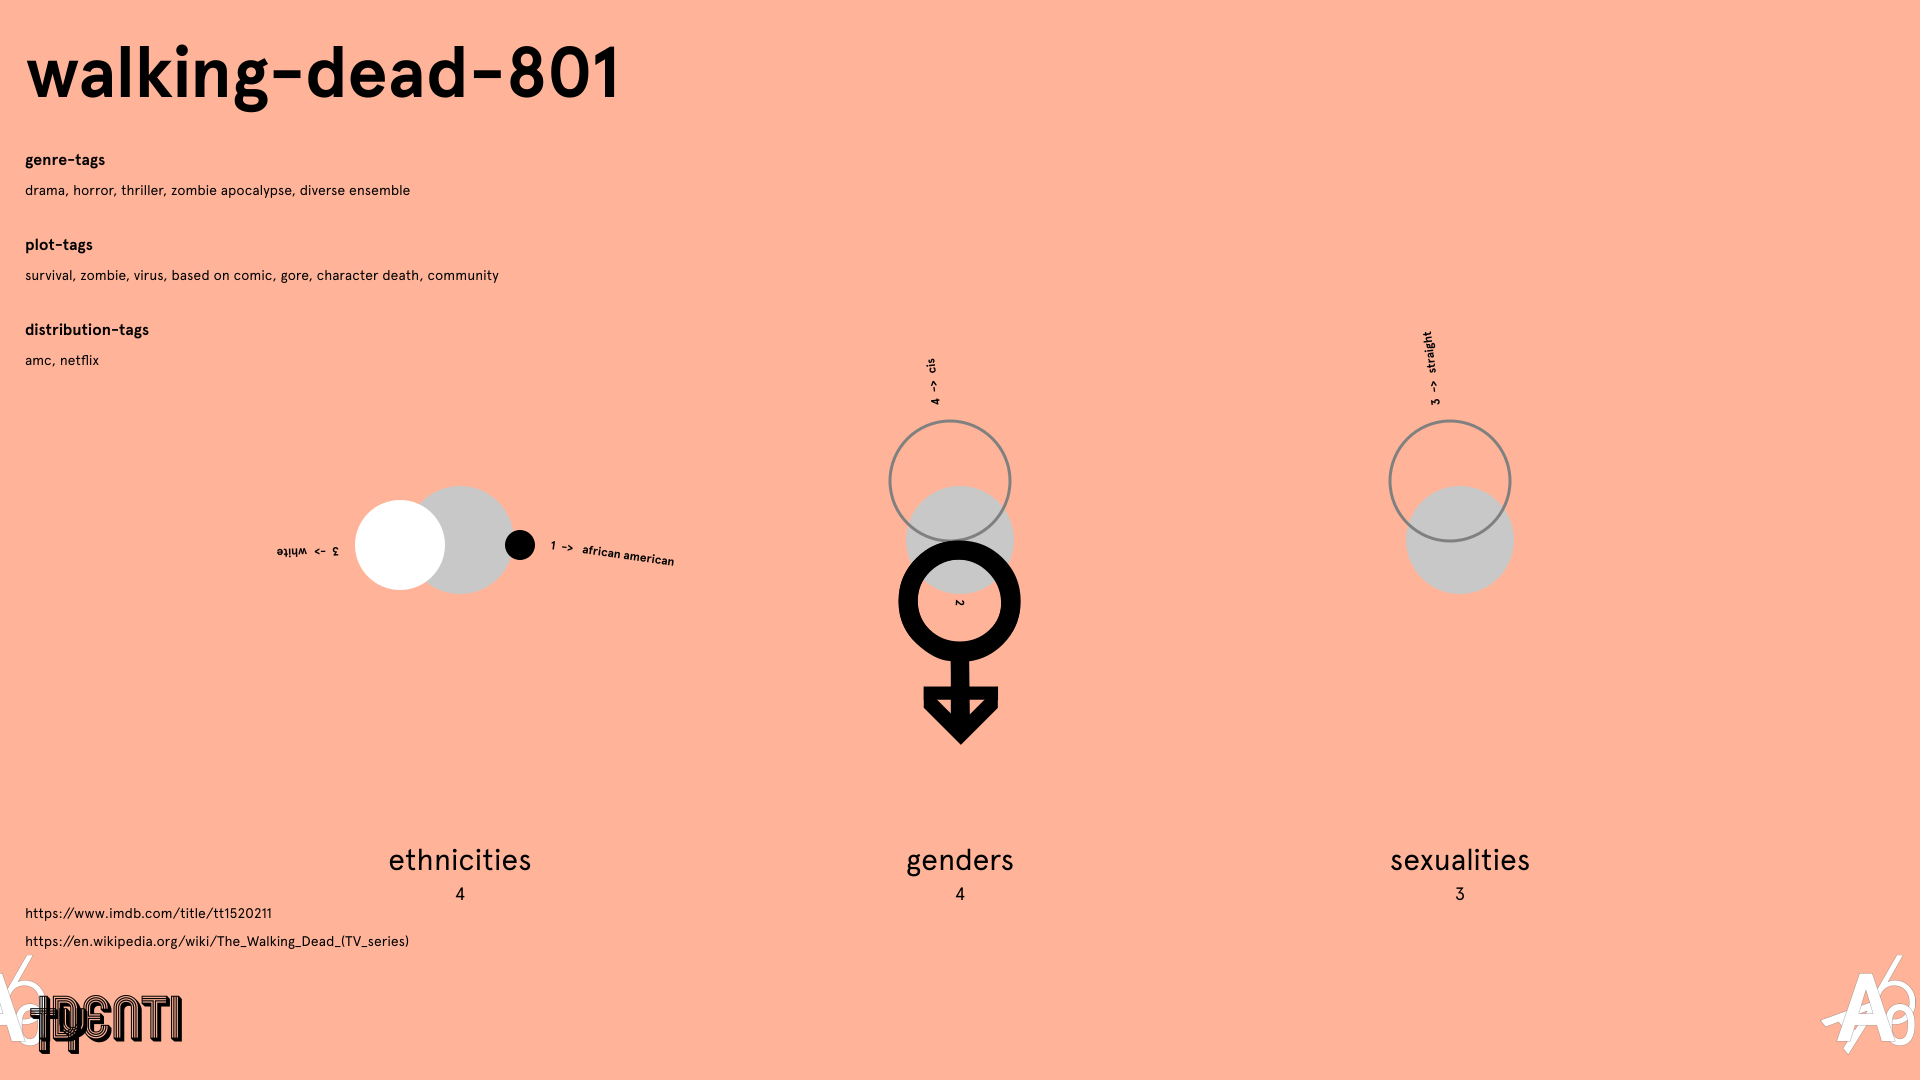 walking-dead-801
genre-tags
drama, horror, thriller, zombie apocalypse, diverse ensemble
plot-tags
survival, zombie, virus, based on comic, gore, character death, community
distribution-tags
amc, netflix
3 -> white
1 -> african american
4 -> cis
2
3 -> straight
ethnicities
4
genders
4
sexualities
3
https://www.imdb.com/title/tt1520211
https://en.wikipedia.org/wiki/The_Walking_Dead_(TV_series)
IDENTI